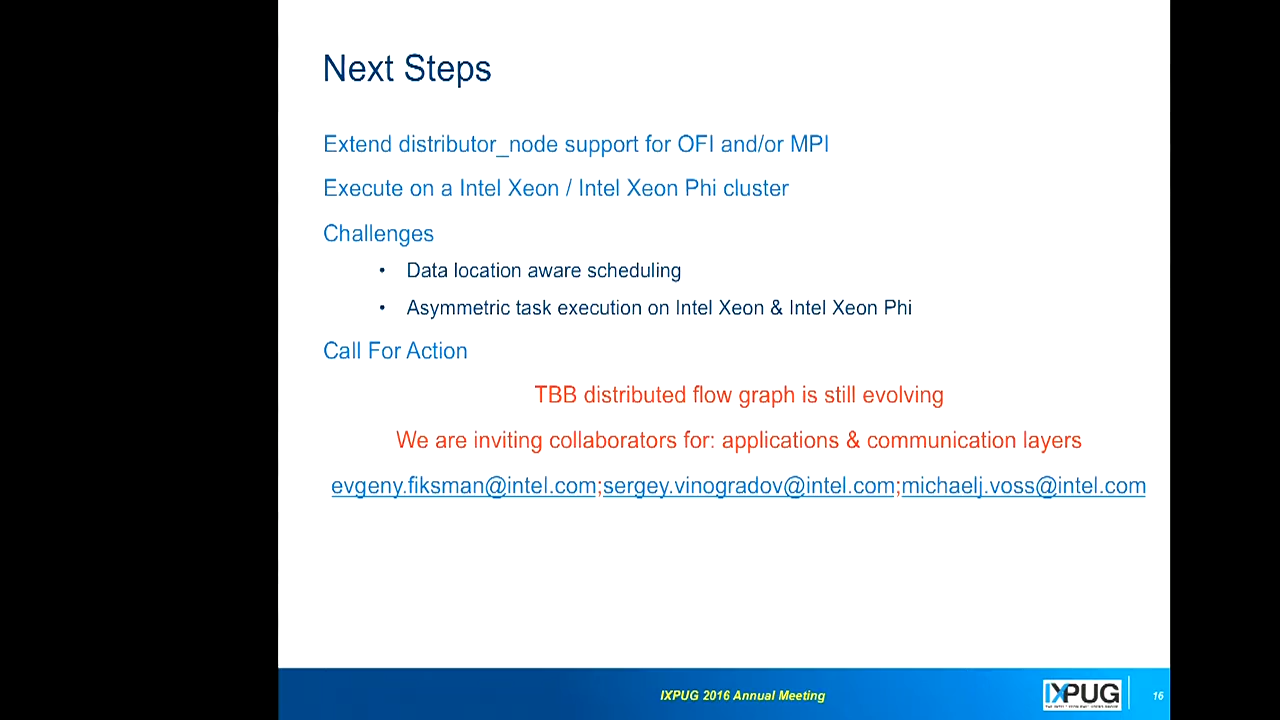 Next Steps
Extend distributor_node support for OFI and/or MPI
Execute on a Intel Xeon / Intel Xeon Phi cluster
Challenges
• Data location aware scheduling
• Asymmetric task execution on Intel Xeon & Intel Xeon Phi
Call For Action
TBB distributed flow graph is still evolving
We are inviting collaborators for: applications & communication layers
evgeny.fiksman@intel.com;sergey.vinogradov@intel.com;michaelj.voss@intel.com
IXPUG 2016 Annual Meeting
IXPUG
16